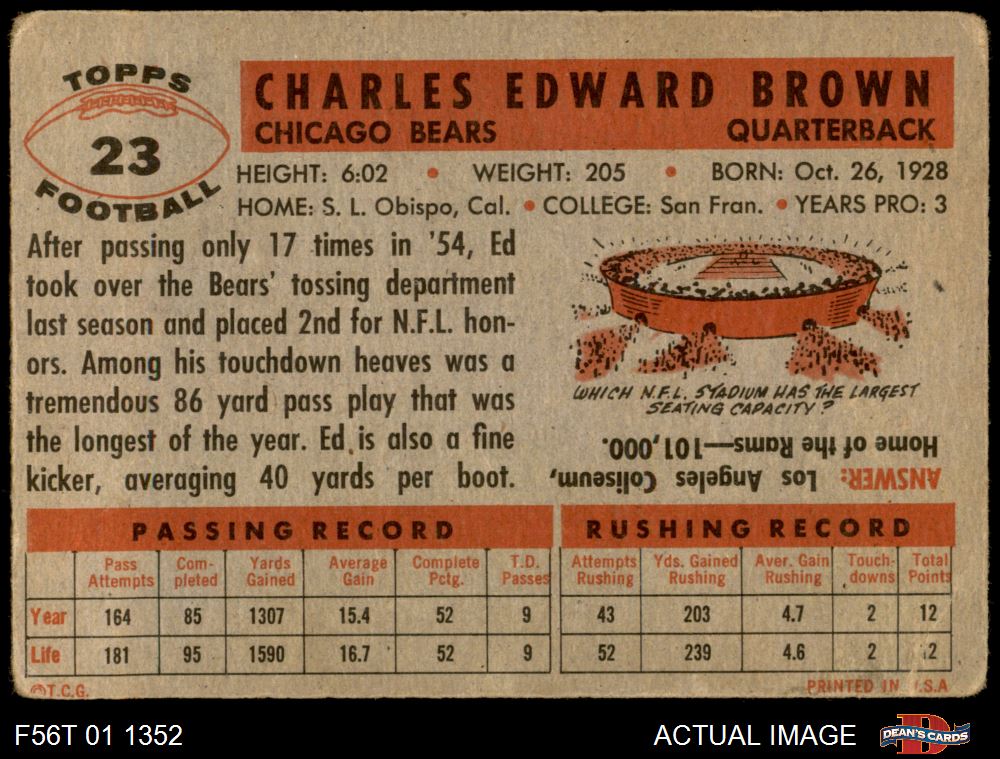 TOPPS
23
FOOTBALL
CHARLES EDWARD BROWN
CHICAGO BEARS QUARTERBACK
HEIGHT: 6:02 • WEIGHT: 205 • BORN: Oct. 26, 1928
HOME: S. L. Obispo, Cal. • COLLEGE: San Fran. • YEARS PRO: 3
After passing only 17 times in '54, Ed
took over the Bears' tossing department
last season and placed 2nd for N.F.L. hon-
ors. Among his touchdown heaves was a
tremendous 86 yard pass play that was
the longest of the year. Ed is also a fine
kicker, averaging 40 yards per boot.
WHICH N.F.L. STADIUM HAS THE LARGEST
SEATING CAPACITY?
ANSWER: Los Angeles Coliseum,
Home of the Rams—101,000.
PASSING RECORD
Pass Attempts Com-pleted Yards Gained Average Gain Complete Pctg. T.D. Passes
Year 164 85 1307 15.4 52 9
Life 181 95 1590 16.7 52 9
RUSHING RECORD
Attempts Rushing Yds. Gained Rushing Aver. Gain Rushing Touch-downs Total Points
43 203 4.7 2 12
52 239 4.6 2 12
©T.C.G. PRINTED IN U.S.A
F56T 01 1352 ACTUAL IMAGE
D
DEAN'S CARDS